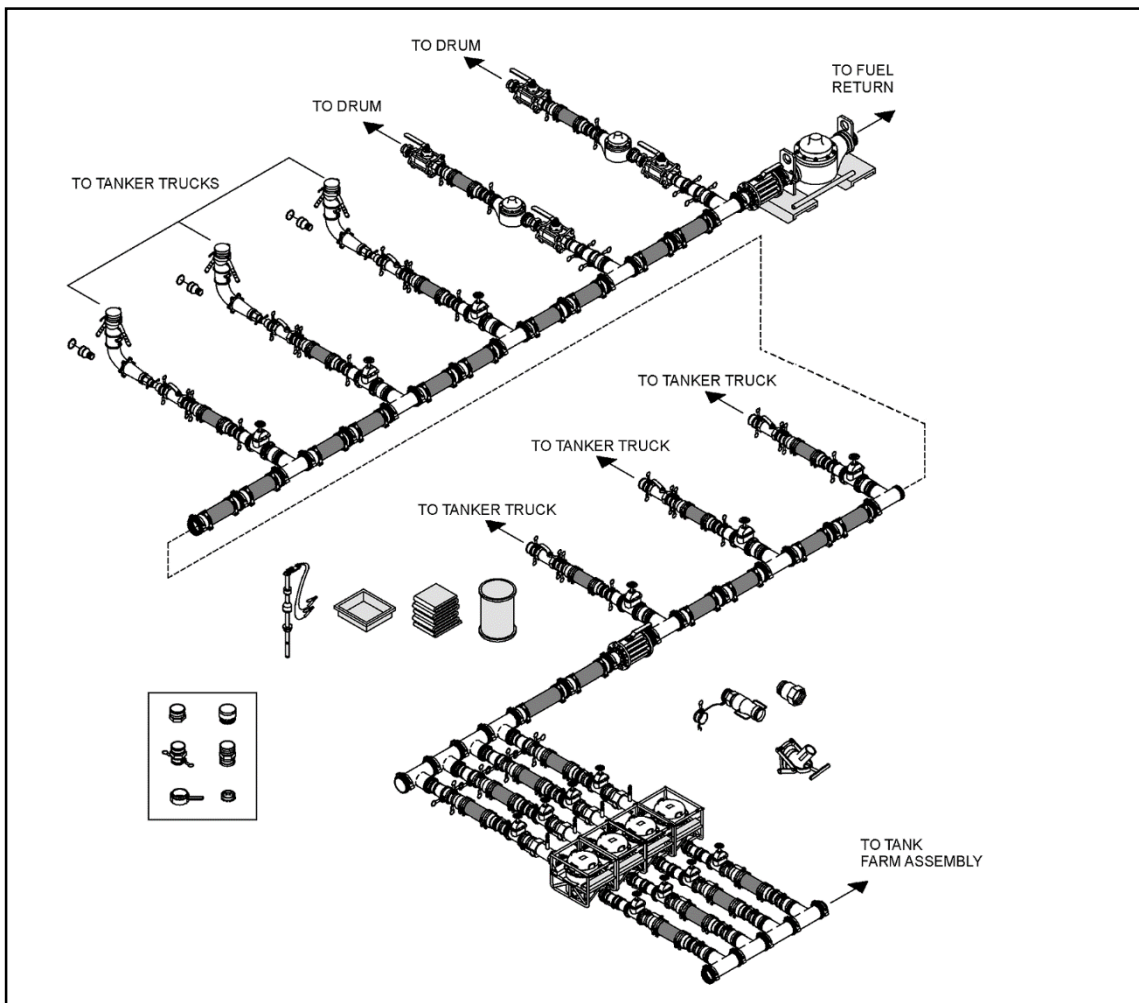 TO DRUM
TO FUEL
RETURN
TO DRUM
TO TANKER TRUCKS
TO TANKER TRUCK
TO TANKER TRUCK
TO TANKER TRUCK
TO TANK
FARM ASSEMBLY